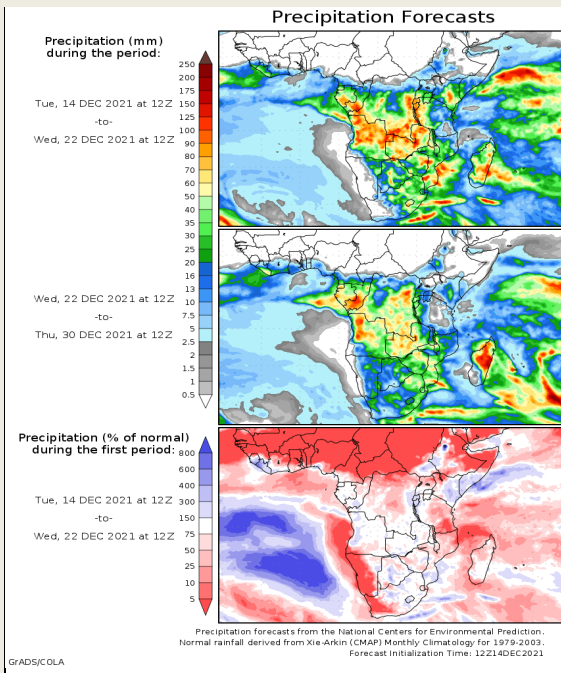 Precipitation Forecasts
Precipitation (mm)
during the period:
Tue, 14 DEC 2021 at 12Z
-to-
Wed, 22 DEC 2021 at 12Z
250
200
175
150
125
100
90
80
70
60
50
40
35
30
25
20
16
13
10
7.5
5
2.5
2
1.5
1
0.5
Wed, 22 DEC 2021 at 12Z
-to-
Thu, 30 DEC 2021 at 12Z
Precipitation (% of normal)
during the first period:
Tue, 14 DEC 2021 at 12Z
-to-
Wed, 22 DEC 2021 at 12Z
800
600
400
300
150
75
50
25
10
5
Precipitation forecasts from the National Centers for Environmental Prediction.
Normal rainfall derived from Xie-Arkin (CMAP) Monthly Climatology for 1979-2003.
Forecast Initialization Time: 12Z14DEC2021
GrADS/COLA